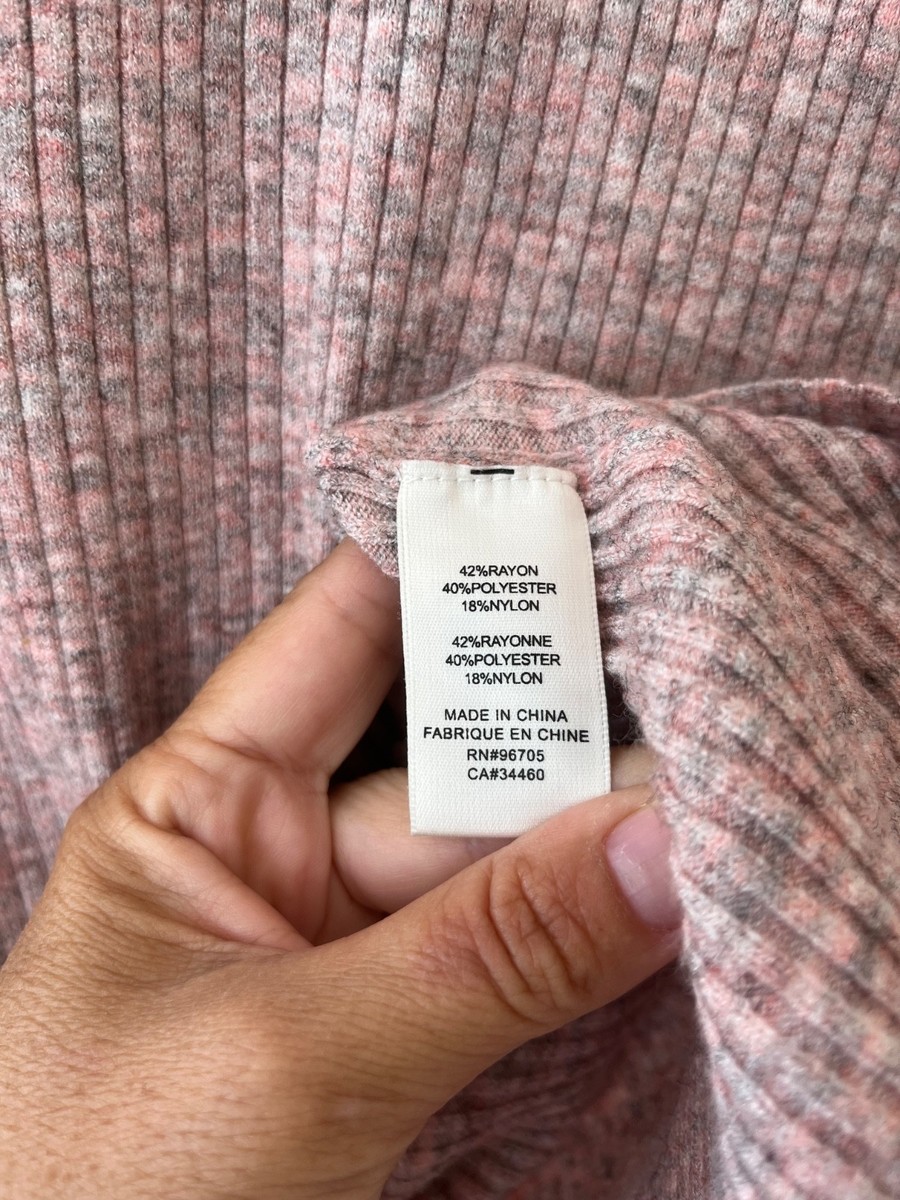 42%RAYON
40%POLYESTER
18%NYLON
42%RAYONNE
40%POLYESTER
18%NYLON
MADE IN CHINA
FABRIQUE EN CHINE
RN#96705
CA#34460